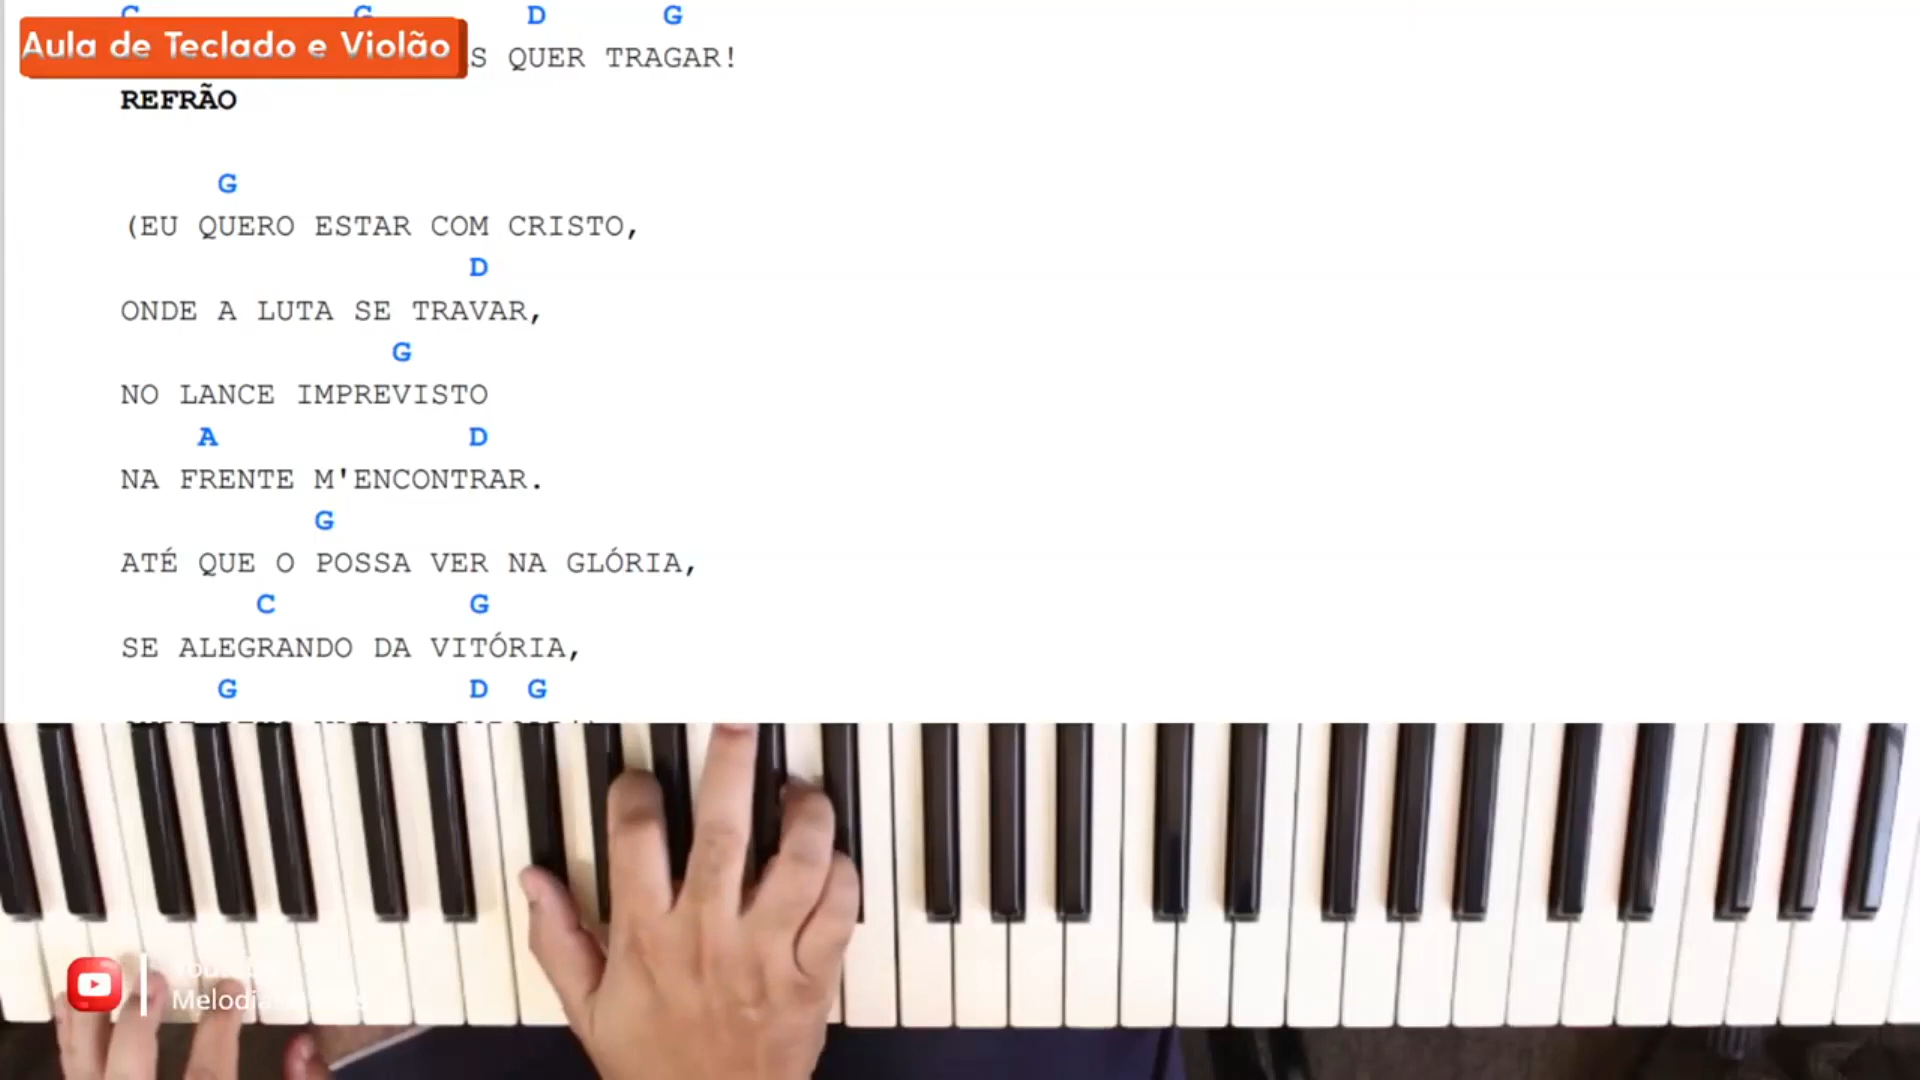 G D G
Aula de Teclado e Violão
S QUER TRAGAR!
REFRÃO
G
(EU QUERO ESTAR COM CRISTO,
D
ONDE A LUTA SE TRAVAR,
G
NO LANCE IMPREVISTO
A D
NA FRENTE M'ENCONTRAR.
G
ATÉ QUE O POSSA VER NA GLÓRIA,
C G
SE ALEGRANDO DA VITÓRIA,
G D G